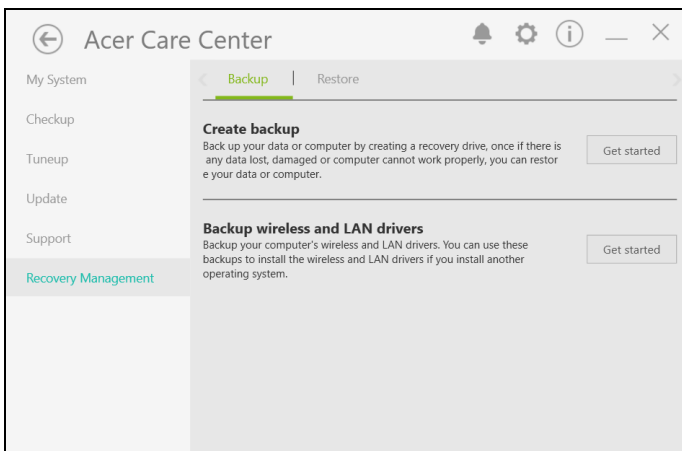 Acer Care Center
My System
Checkup
Tuneup
Update
Support
Recovery Management
Backup
Restore
Create backup
Back up your data or computer by creating a recovery drive, once if there is
any data lost, damaged or computer cannot work properly, you can restor
e your data or computer.
Get started
Backup wireless and LAN drivers
Backup your computer's wireless and LAN drivers. You can use these
backups to install the wireless and LAN drivers if you install another
operating system.
Get started